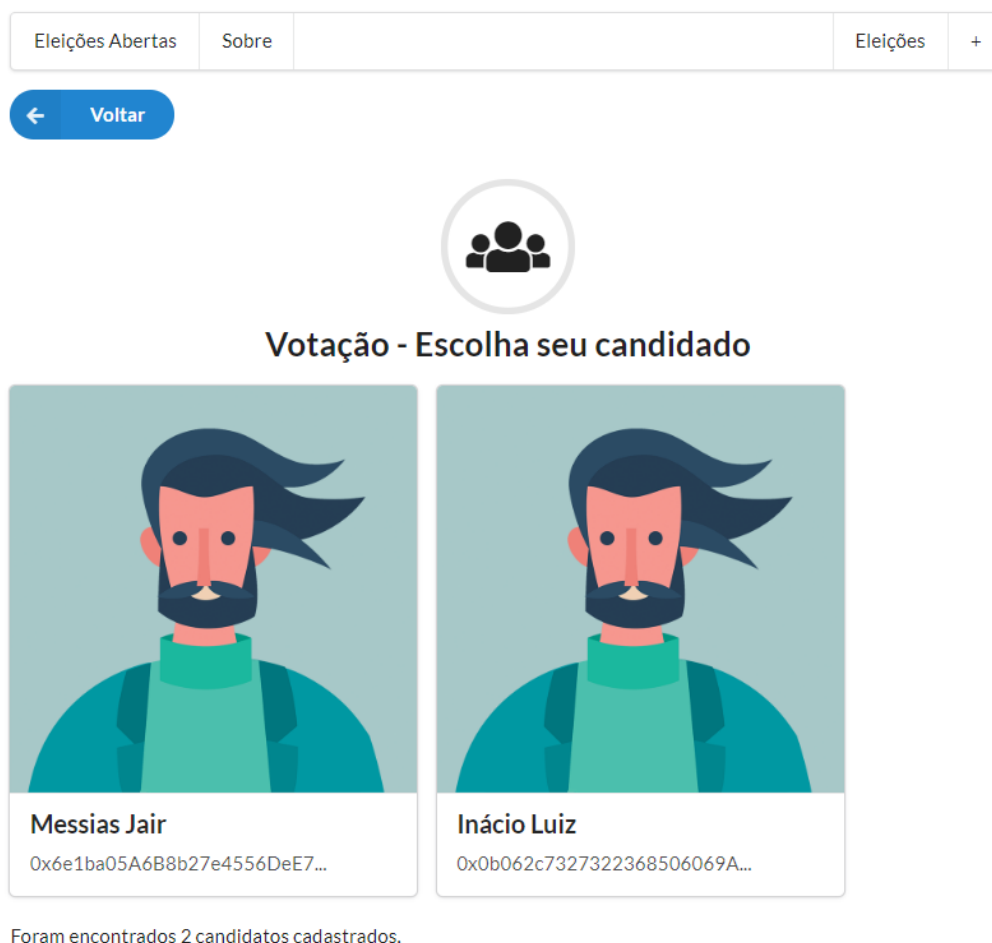 Eleições Abertas Sobre Eleições +
Voltar
Votação - Escolha seu candidado
Messias Jair Inácio Luiz
0x6e1ba05A6B8b27e4556DeE7... 0x0b062c7327322368506069A...
Foram encontrados 2 candidatos cadastrados.